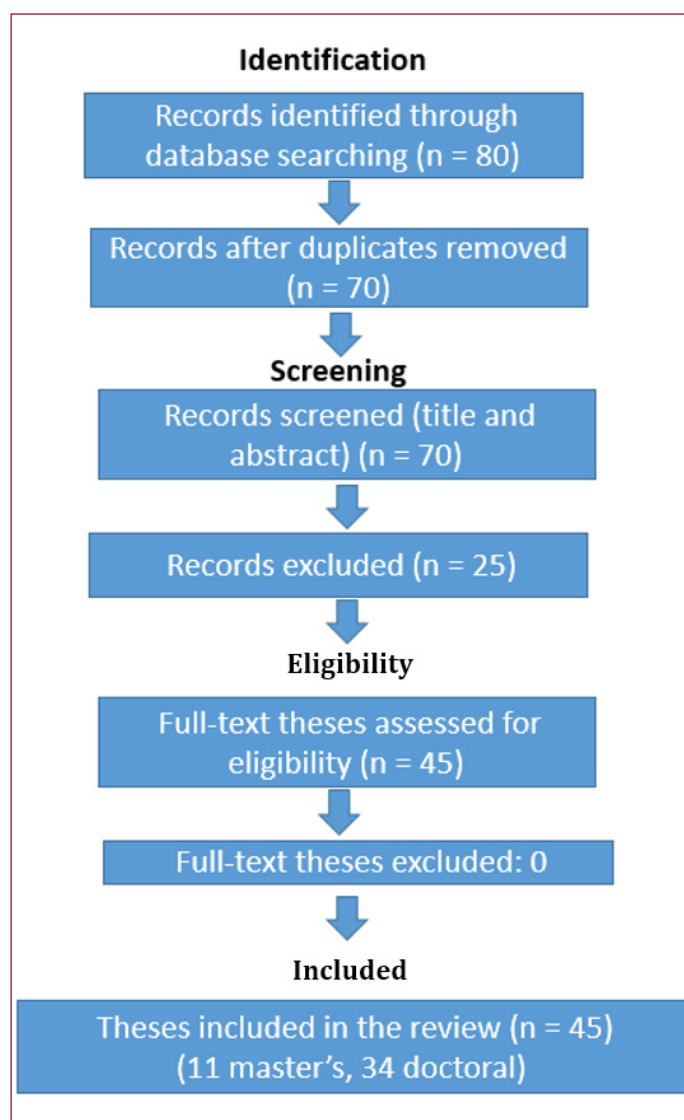 Identification
Records identified through
database searching (n = 80)
Records after duplicates removed
(n = 70)
Screening
Records screened (title and
abstract) (n = 70)
Records excluded (n = 25)
Eligibility
Full-text theses assessed for
eligibility (n = 45)
Full-text theses excluded: 0
Included
Theses included in the review (n = 45)
(11 master’s, 34 doctoral)